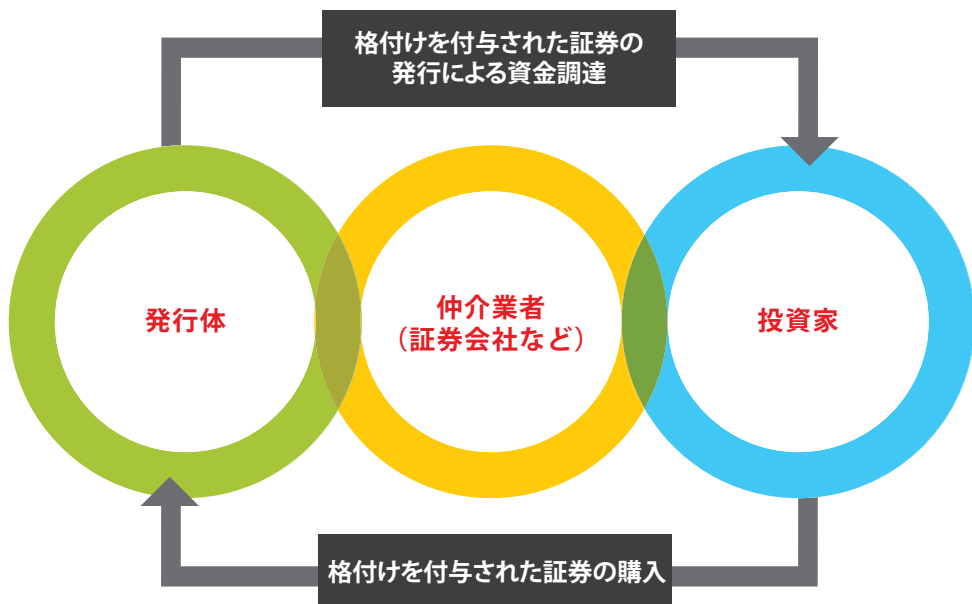 格付けを付与された証券の
発行による資金調達
発行体
仲介業者
（証券会社など）
投資家
格付けを付与された証券の購入